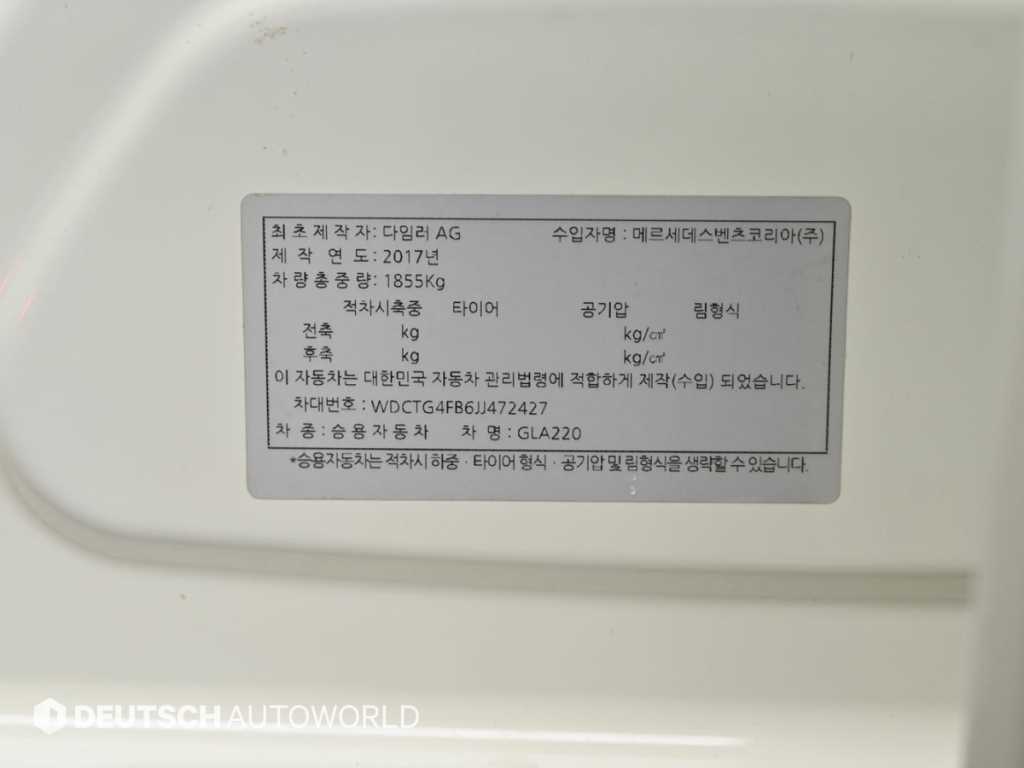 최초제작자: 다임러 AG 수입자명 : 메르세데스벤츠코리아(주)
제 작 연 도: 2017년
차량총중량: 1855Kg
적차시축중 타이어 공기압 림형식
전축 kg kg/㎠
후축 kg kg/㎠
이 자동차는 대한민국 자동차 관리법령에 적합하게 제작(수입) 되었습니다.
차대번호 : WDCTG4FB6JJ472427
차 종 : 승용자동차 차 명 : GLA220
*승용자동차는 적차시 하중 · 타이어 형식 · 공기압 및 림형식을 생략할 수 있습니다.
DEUTSCH AUTOWORLD